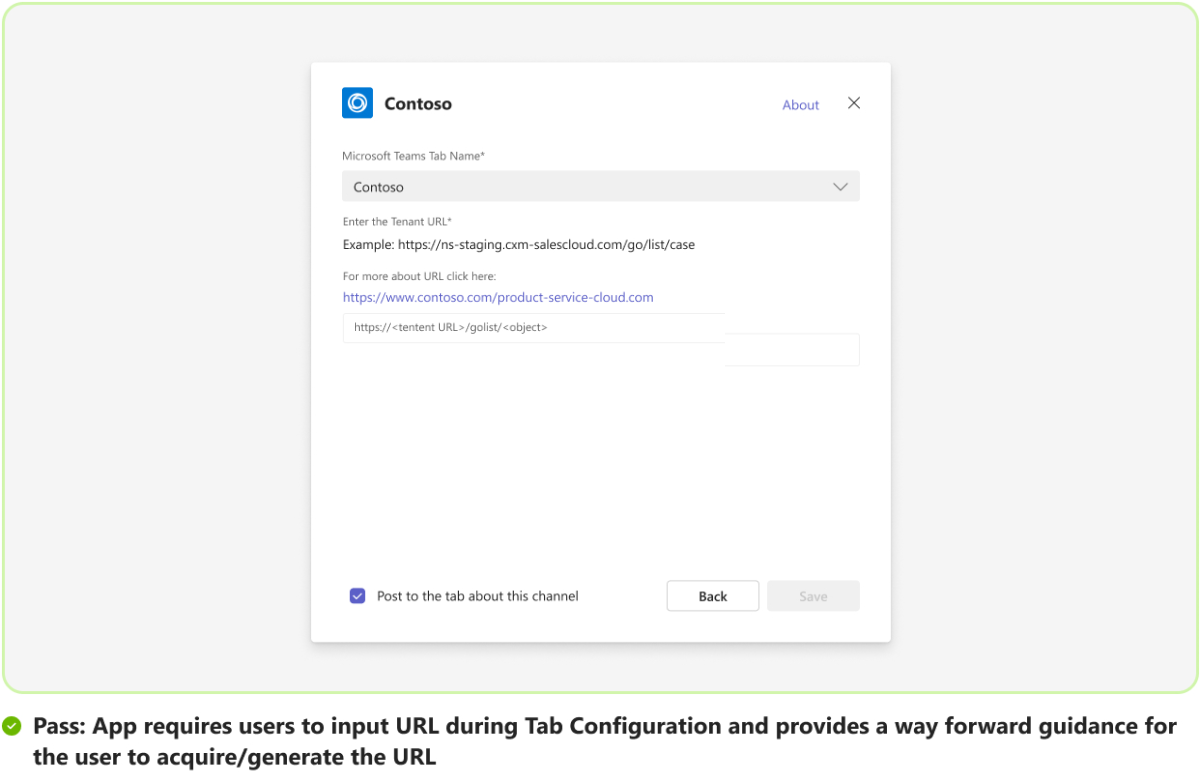 Contoso
About
Microsoft Teams Tab Name*
Contoso
Enter the Tenant URL*
Example: https://ns-staging.cxm-salescloud.com/go/list/case
For more about URL click here:
https://www.contoso.com/product-service-cloud.com
https://<tentent URL>/golist/<object>
Post to the tab about this channel
Back
Save
Pass: App requires users to input URL during Tab Configuration and provides a way forward guidance for
the user to acquire/generate the URL